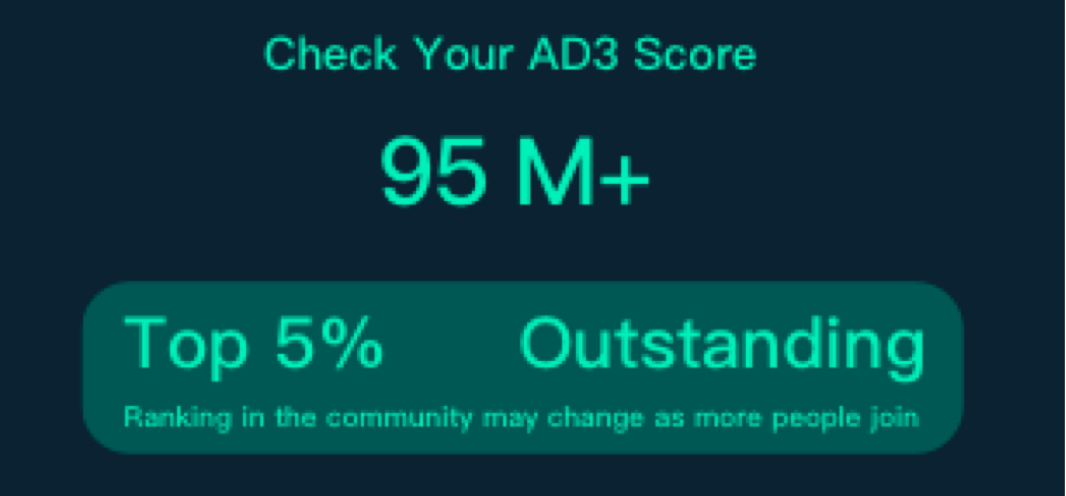 Check Your AD3 Score
95 M+
Top 5% Outstanding
Ranking in the community may change as more people join